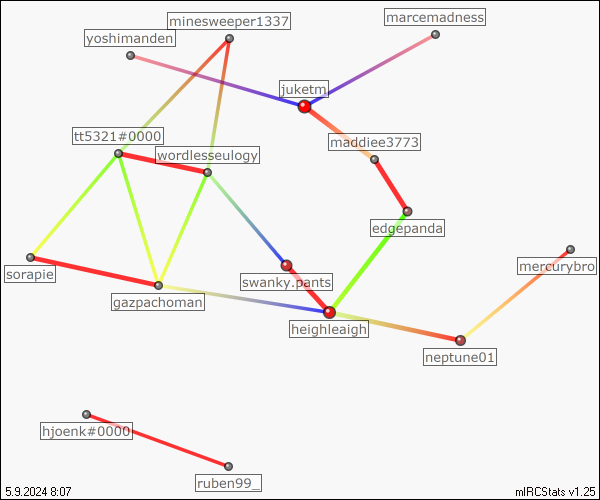 minesweeper1337
marcemadness
yoshimanden
juketm
tt5321#0000
maddiee3773
wordlesseulogy
edgepanda
sorapie
swanky.pants
mercurybro
gazpachoman
heighleaigh
neptune01
hjoenk#0000
ruben99_
5.9.2024 8:07
mIRCStats v1.25